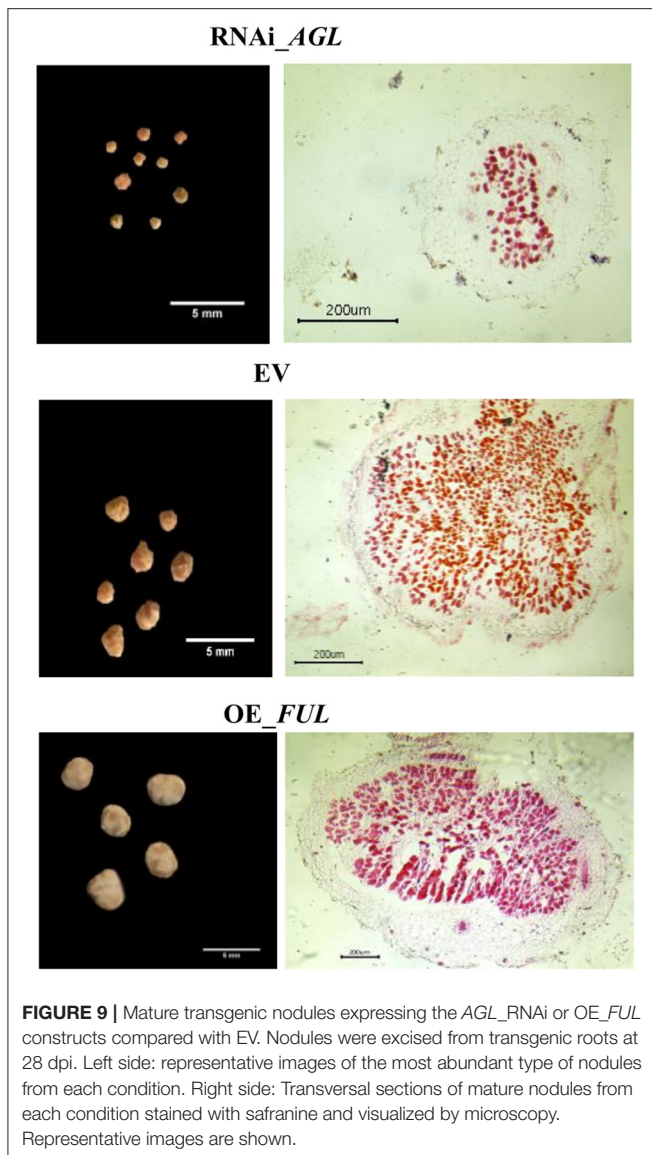 RNAi_AGL
5 mm
200um
EV
5 mm
200um
OE_FUL
5 mm
200um
FIGURE 9 | Mature transgenic nodules expressing the AGL_RNAi or OE_FUL
constructs compared with EV. Nodules were excised from transgenic roots at
28 dpi. Left side: representative images of the most abundant type of nodules
from each condition. Right side: Transversal sections of mature nodules from
each condition stained with safranine and visualized by microscopy.
Representative images are shown.